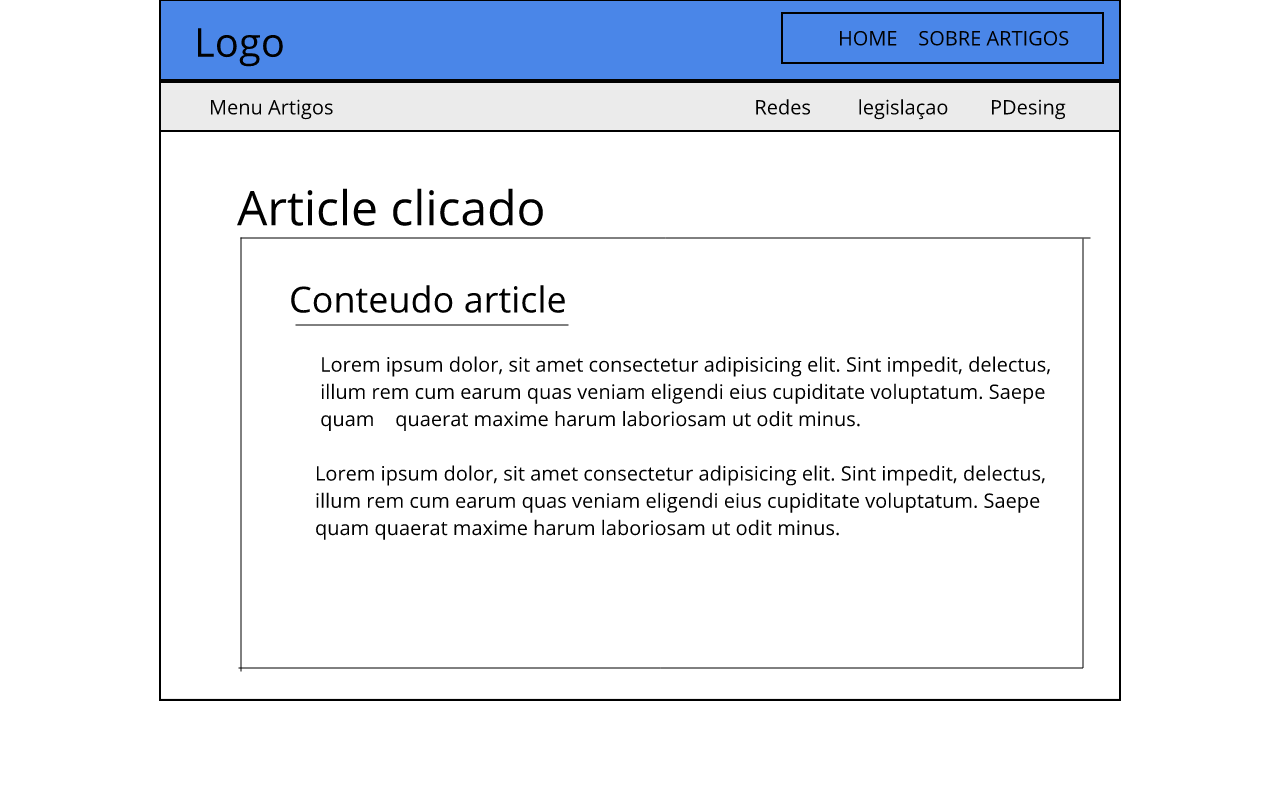 Logo
HOME SOBRE ARTIGOS
Menu Artigos Redes legislaçao PDesing
Article clicado
Conteudo article
Lorem ipsum dolor, sit amet consectetur adipisicing elit. Sint impedit, delectus,
illum rem cum earum quas veniam eligendi eius cupiditate voluptatum. Saepe
quam quaerat maxime harum laboriosam ut odit minus.
Lorem ipsum dolor, sit amet consectetur adipisicing elit. Sint impedit, delectus,
illum rem cum earum quas veniam eligendi eius cupiditate voluptatum. Saepe
quam quaerat maxime harum laboriosam ut odit minus.